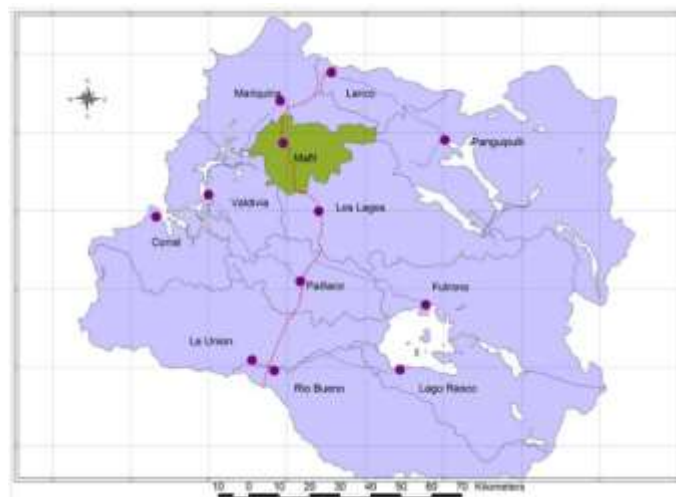 Mariquina
Lanco
Panguipulli
Mafil
Valdivia
Los Lagos
Corral
Paillaco
Futrono
La Union
Rio Bueno
Lago Ranco
10 0 10 20 30 40 50 60 70 Kilometers